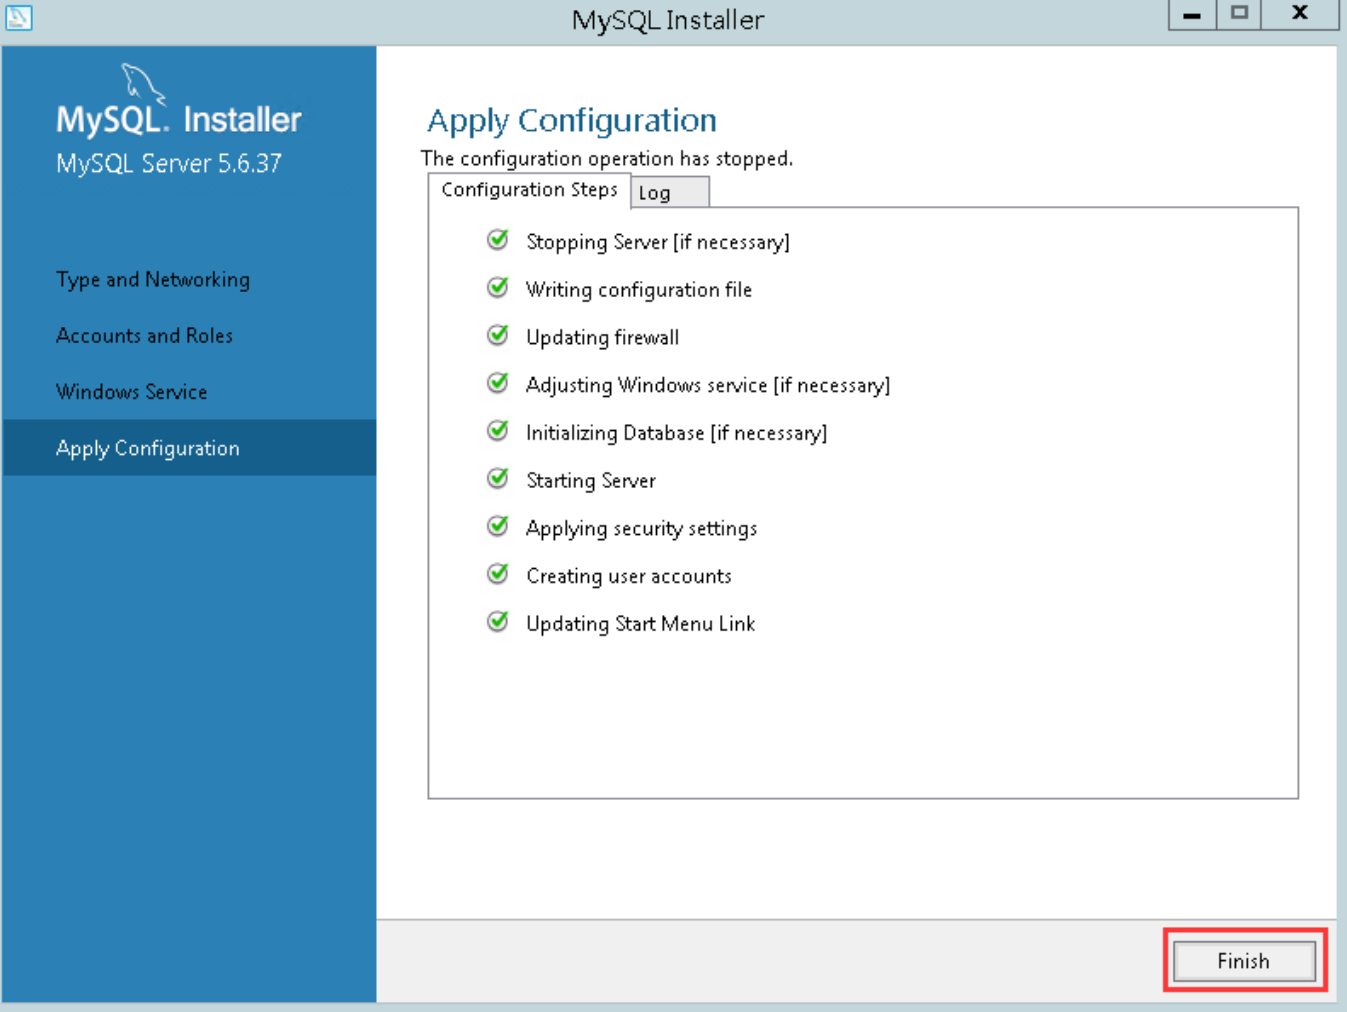 MySQL Installer
MySQL. Installer
MySQL Server 5.6.37
Type and Networking
Accounts and Roles
Windows Service
Apply Configuration
Apply Configuration
The configuration operation has stopped.
Configuration Steps
Log
Stopping Server [if necessary]
Writing configuration file
Updating firewall
Adjusting Windows service [if necessary]
Initializing Database [if necessary]
Starting Server
Applying security settings
Creating user accounts
Updating Start Menu Link
Finish